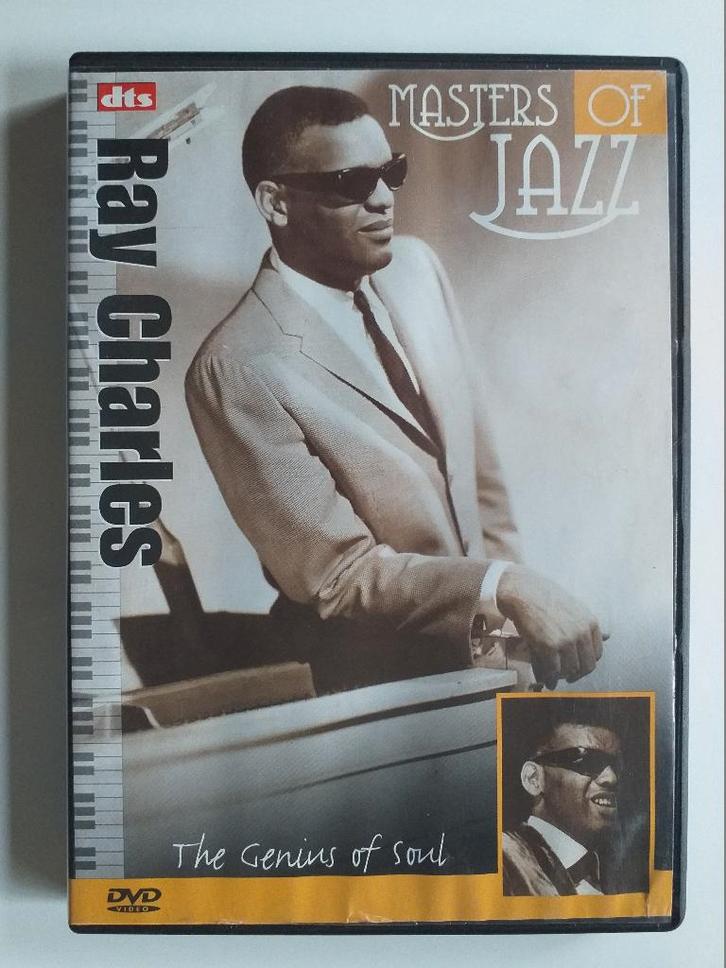 dts
MASTERS OF
JAZZ
Ray Charles
The Genius of Soul
DVD
VIDEO